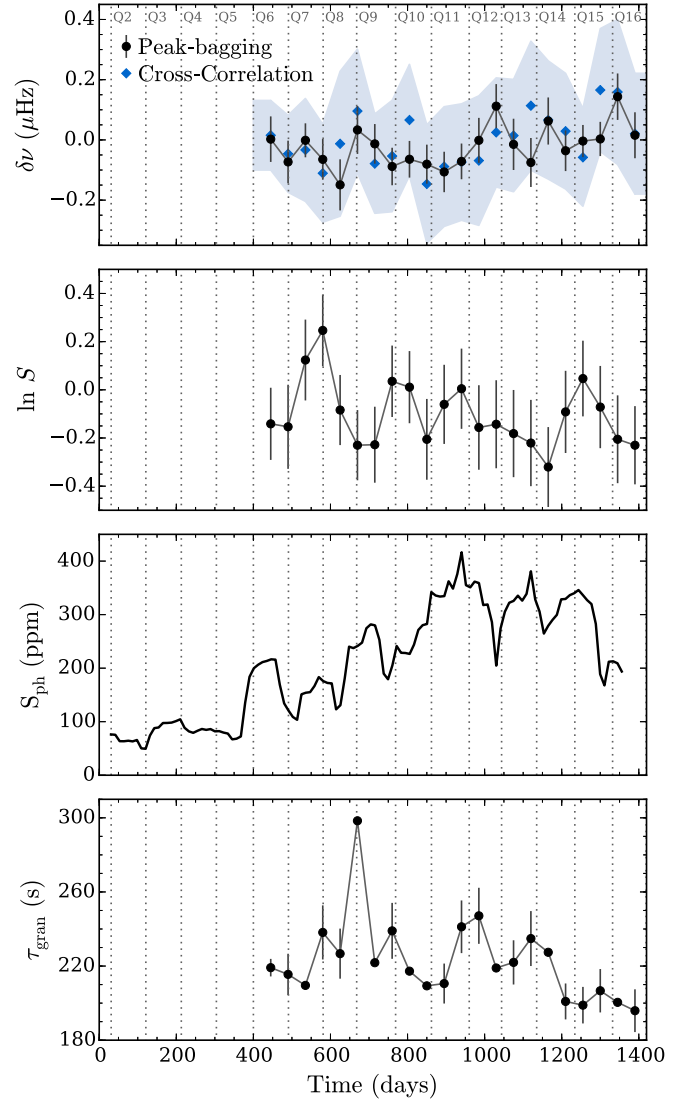 Q2 Q3 Q4 Q5 Q6 Q7 Q8 Q9 Q10 Q11 Q12 Q13 Q14 Q15 Q16
0.4
0.2
0.0
−0.2
δν (μHz)
Peak-bagging
Cross-Correlation
0.4
0.2
0.0
−0.2
−0.4
ln S
400
300
200
100
0
S_ph (ppm)
300
260
220
180
τ_gran (s)
0 200 400 600 800 1000 1200 1400
Time (days)